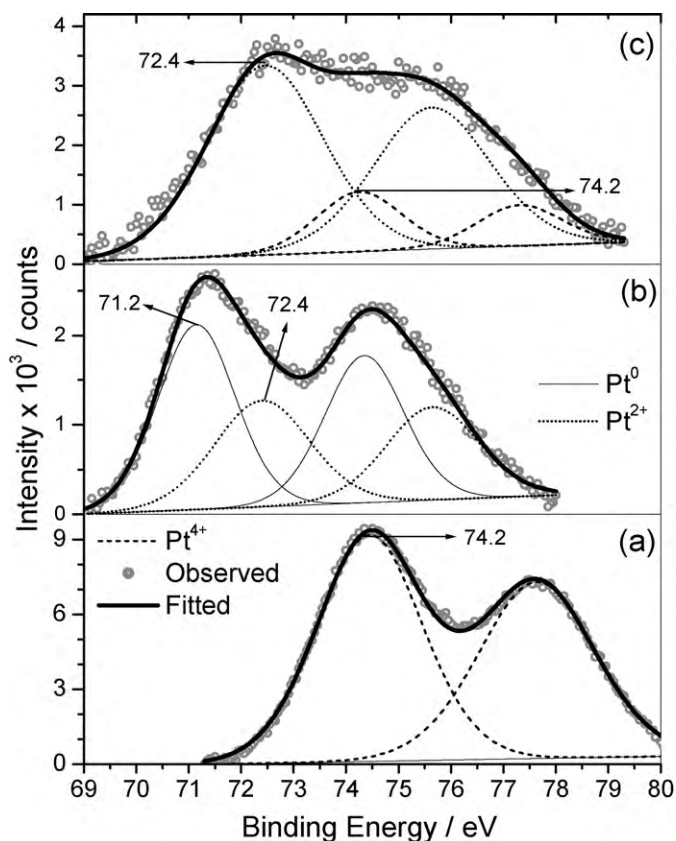 4
3
2
1
0
72.4
(c)
74.2
2
1
0
71.2
72.4
(b)
Pt⁰
Pt²⁺
9
6
3
0
Pt⁴⁺
Observed
Fitted
74.2
(a)
69 70 71 72 73 74 75 76 77 78 79 80
Binding Energy / eV
Intensity x 10³ / counts